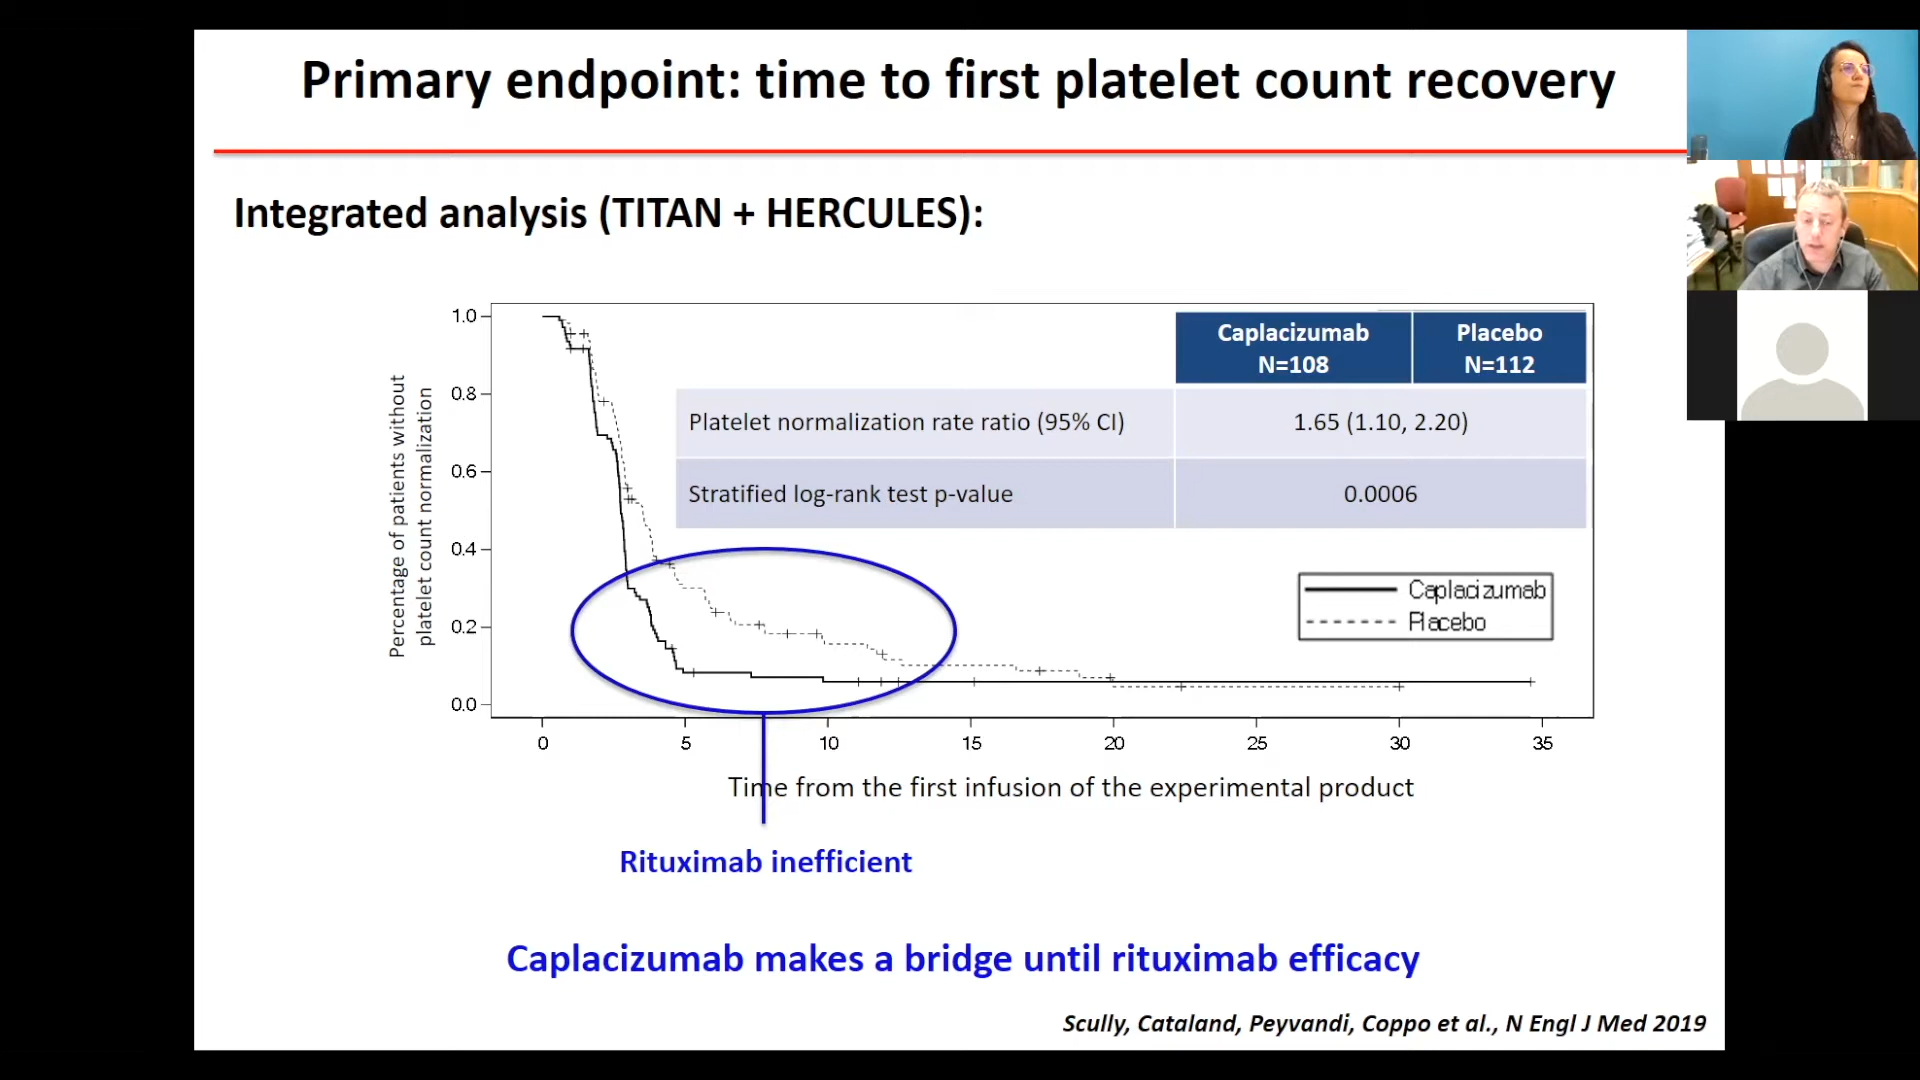 Primary endpoint: time to first platelet count recovery
Integrated analysis (TITAN + HERCULES):
Percentage of patients without
platelet count normalization
1.0
0.8
0.6
0.4
0.2
0.0
Caplacizumab
N=108
Placebo
N=112
Platelet normalization rate ratio (95% CI)
1.65 (1.10, 2.20)
Stratified log-rank test p-value
0.0006
Caplacizumab
Placebo
0
5
10
15
20
25
30
35
Time from the first infusion of the experimental product
Rituximab inefficient
Caplacizumab makes a bridge until rituximab efficacy
Scully, Cataland, Peyvandi, Coppo et al., N Engl J Med 2019